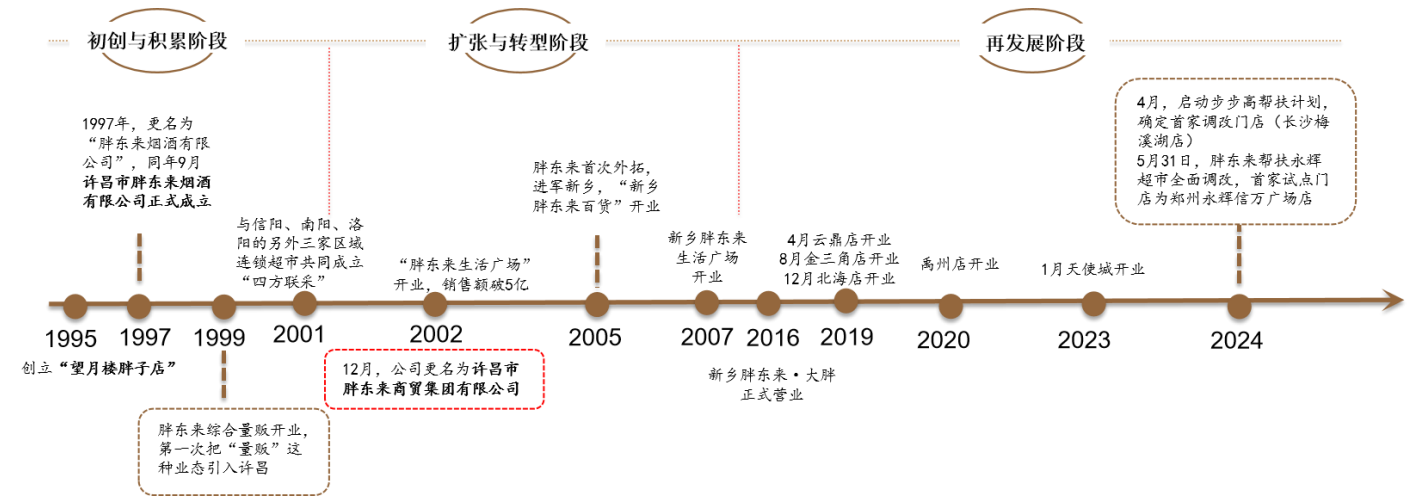 初创与积累阶段
扩张与转型阶段
再发展阶段
1997年，更名为
“胖东来烟酒有限
公司”，同年9月
许昌市胖东来烟酒
有限公司正式成立
与信阳、南阳、洛
阳的另外三家区域
连锁超市共同成立
“四方联采”
“胖东来生活广场”
开业，销售额破5亿
胖东来首次外拓，
进军新乡，“新乡
胖东来百货”开业
新乡胖东来
生活广场
开业
4月云鼎店开业
8月金三角店开业
12月北海店开业
禹州店开业
1月天使城开业
4月，启动步步高帮扶计划，
确定首家调改门店（长沙梅
溪湖店）
5月31日，胖东来帮扶永辉
超市全面调改，首家试点门
店为郑州永辉信万广场店
1995
1997
1999
2001
2002
2005
2007
2016
2019
2020
2023
2024
创立“望月楼胖子店”
12月，公司更名为许昌市
胖东来商贸集团有限公司
新乡胖东来·大胖
正式营业
胖东来综合量贩开业，
第一次把“量贩”这
种业态引入许昌